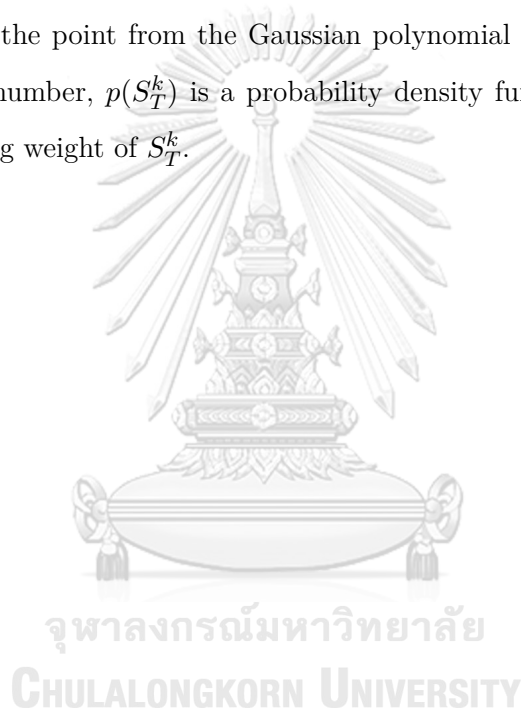 the point from the Gaussian polynomial
number, $p(S_T^k)$ is a probability density fu
g weight of $S_T^k$.
จุฬาลงกรณ์มหาวิทยาลัย
CHULALONGKORN UNIVERSITY